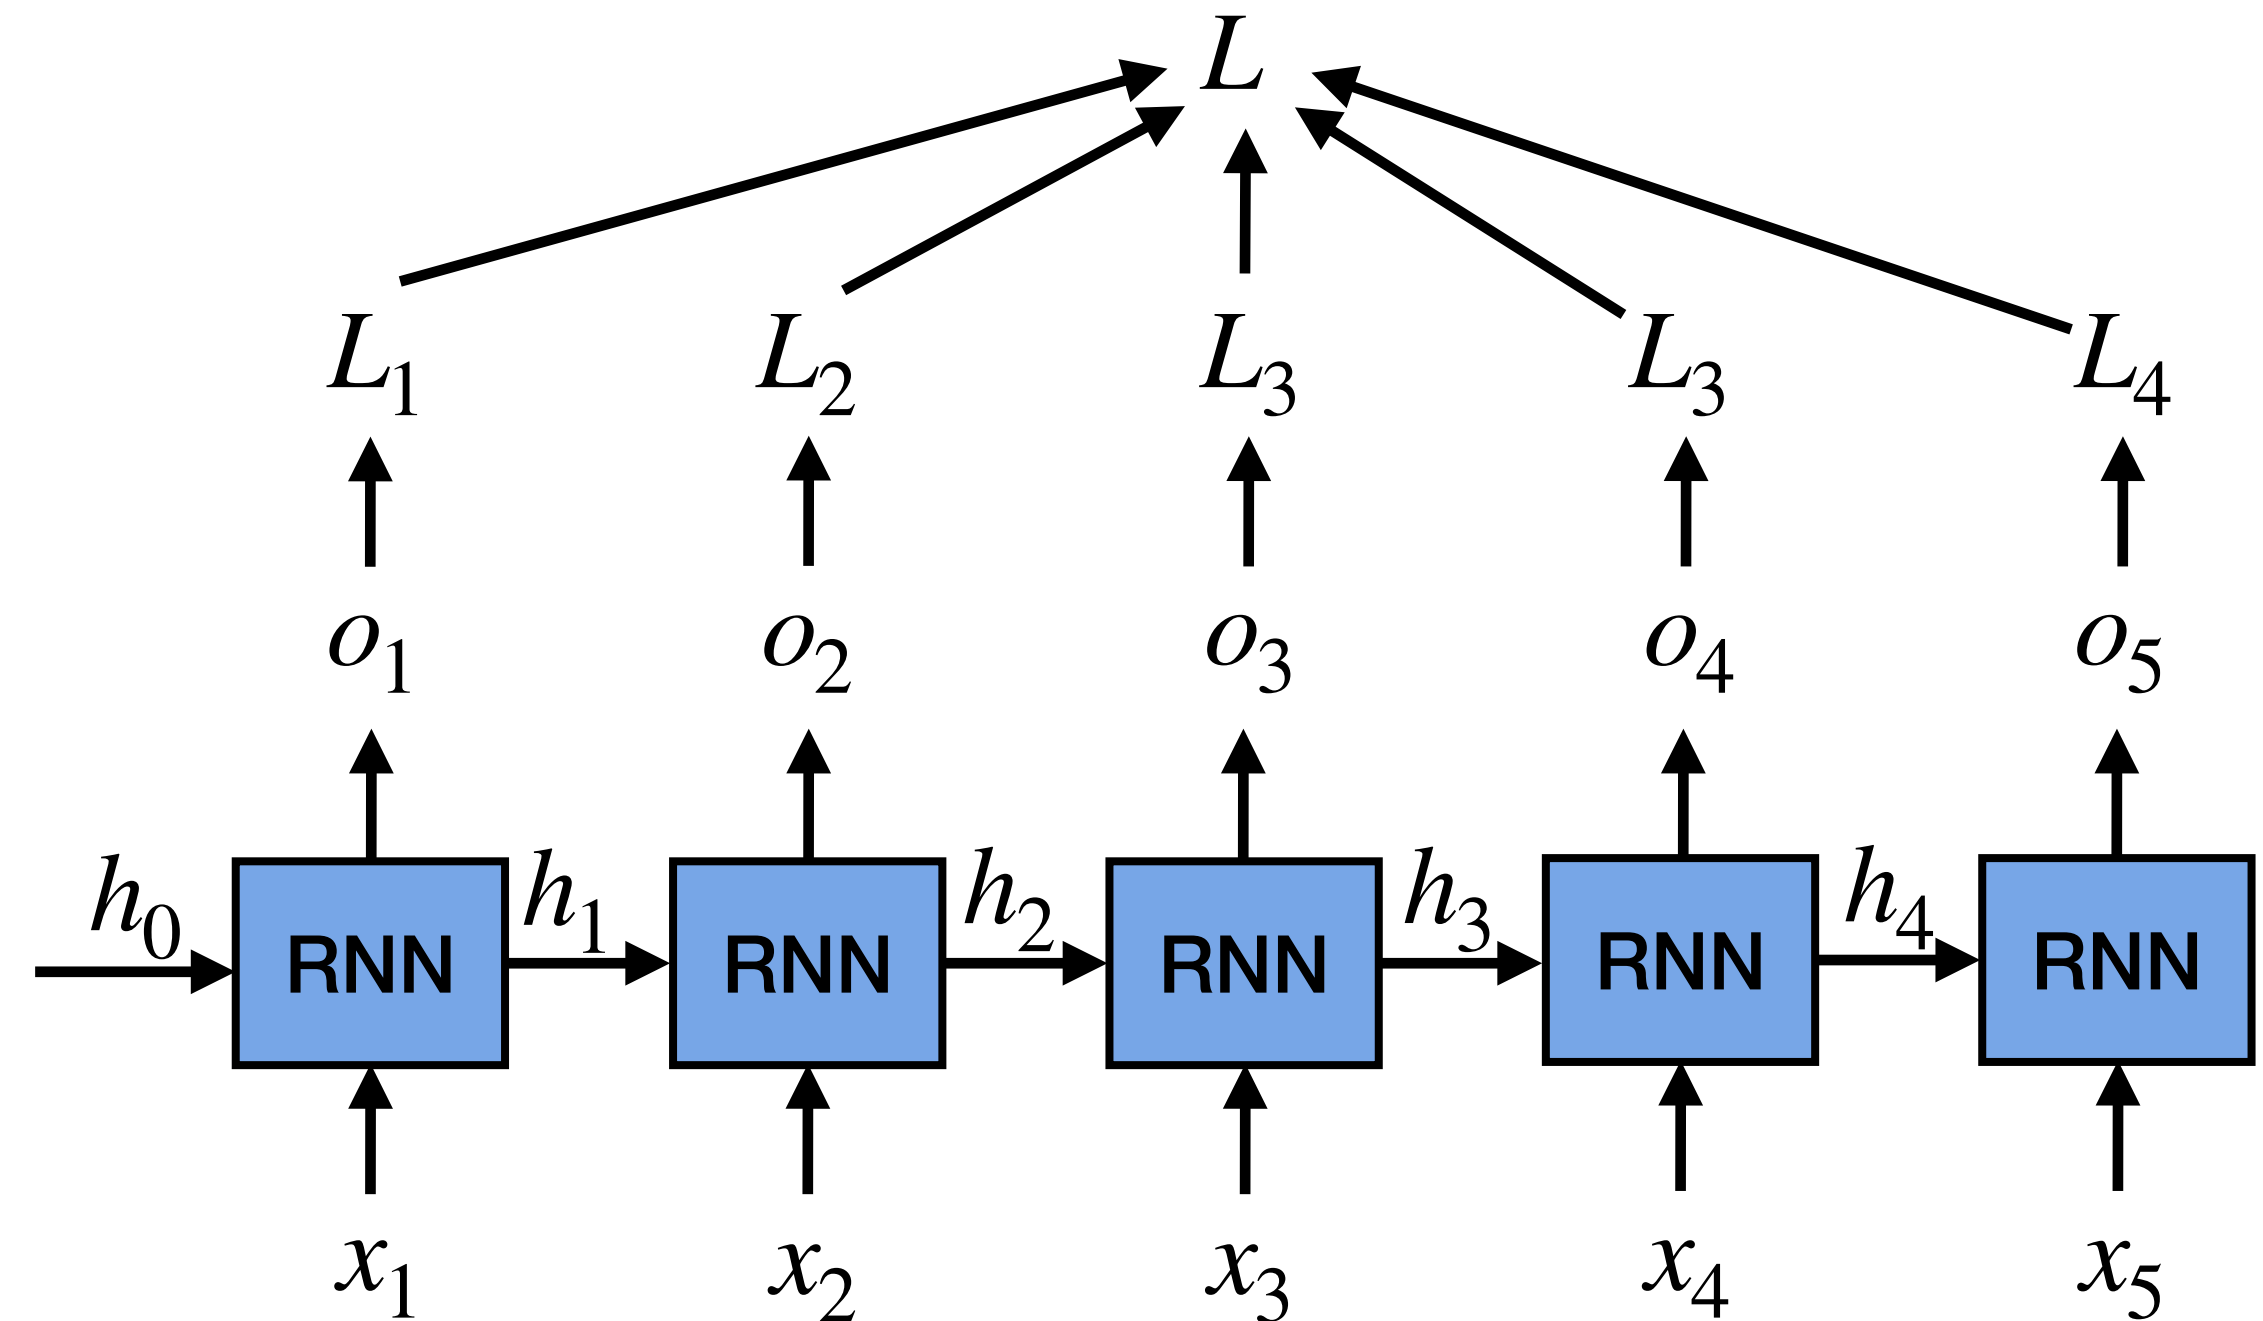 L
L1 L2 L3 L3 L4
o1 o2 o3 o4 o5
h0 h1 h2 h3 h4
RNN RNN RNN RNN RNN
x1 x2 x3 x4 x5